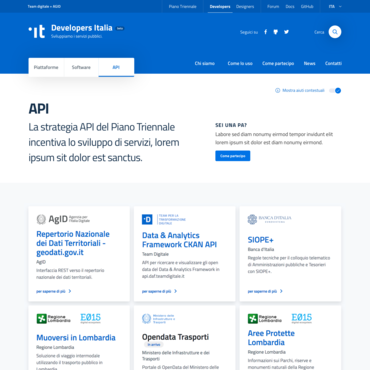 Team digitale + AGID
Piano Triennale
Developers
Designers
Forum
Docs
GitHub
ITA
Developers Italia
beta
Sviluppiamo i servizi pubblici
Seguici su
Cerca
Piattaforme
Software
API
Chi siamo
Come lo uso
Come partecipo
News
Contatti
Mostra aiuti contestuali
API
La strategia API del Piano Triennale
incentiva lo sviluppo di servizi, lorem
ipsum sit dolor est sanctus.
SEI UNA PA?
Labore sed diam nonumy eirmod tempor invidunt elit
lorem ipsum sit dolor est diam nonumy eirmod.
Come partecipo
AgID
Agenzia per
l'Italia Digitale
Repertorio Nazionale
dei Dati Territoriali -
geodati.gov.it
AgID
Interfaccia REST verso il repertorio
nazionale dei dati territoriali.
per saperne di più
TEAM PER LA
TRASFORMAZIONE
DIGITALE
Data & Analytics
Framework CKAN API
Team Digitale
API per ricercare e visualizzare gli open
data del Data & Analytics Framework in
api.daf.teamdigitale.it
per saperne di più
BANCA D'ITALIA
EUROSISTEMA
SIOPE+
Banca d'Italia
Regole tecniche per il colloquio telematico
di Amministrazioni pubbliche e Tesorieri
con SIOPE+.
per saperne di più
Regione
Lombardia
E015
Muoversi in Lombardia
Regione Lombardia
Soluzione di viaggio intermodale
utilizzando il trasporto pubblico in
Lombardia.
Opendata Trasporti
Ministero delle Infrastrutture e dei
Trasporti
Portale di OpenData del Ministero delle
Regione
Lombardia
E015
Aree Protette
Lombardia
Regione Lombardia
Informazioni sui Parchi, riserve e
monumenti naturali della Regione